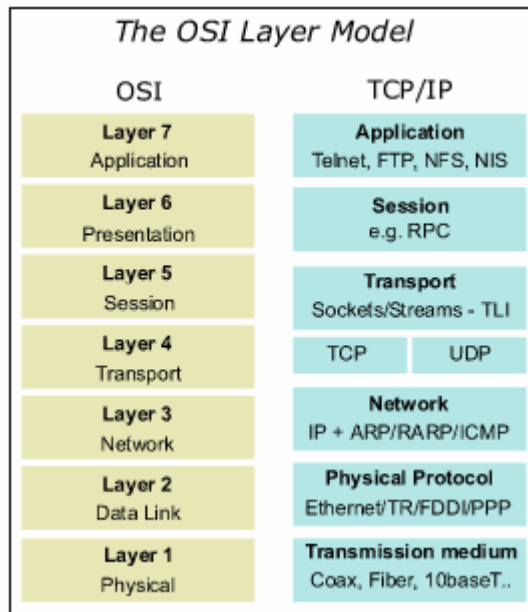 The OSI Layer Model
OSI
Layer 7
Application
Layer 6
Presentation
Layer 5
Session
Layer 4
Transport
Layer 3
Network
Layer 2
Data Link
Layer 1
Physical
TCP/IP
Application
Telnet, FTP, NFS, NIS
Session
e.g. RPC
Transport
Sockets/Streams - TLI
TCP
UDP
Network
IP + ARP/RARP/ICMP
Physical Protocol
Ethernet/TR/FDDI/PPP
Transmission medium
Coax, Fiber, 10baseT..